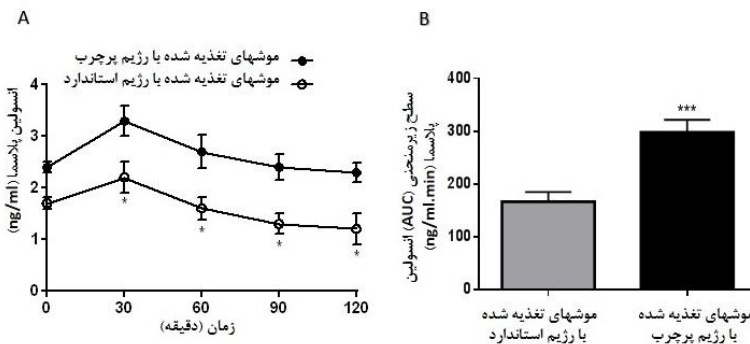 A
موشهای تغذیه شده با رژیم پرچرب
موشهای تغذیه شده با رژیم استاندارد
انسولین پلاسما
(ng/ml)
4
3
2
1
0
*
*
*
*
0 30 60 90 120
زمان (دقیقه)
B
سطح زیرمنحنی (AUC) انسولین
پلاسما (ng/ml.min)
400
300
200
100
0
***
موشهای تغذیه شده
با رژیم استاندارد
موشهای تغذیه شده
با رژیم پرچرب